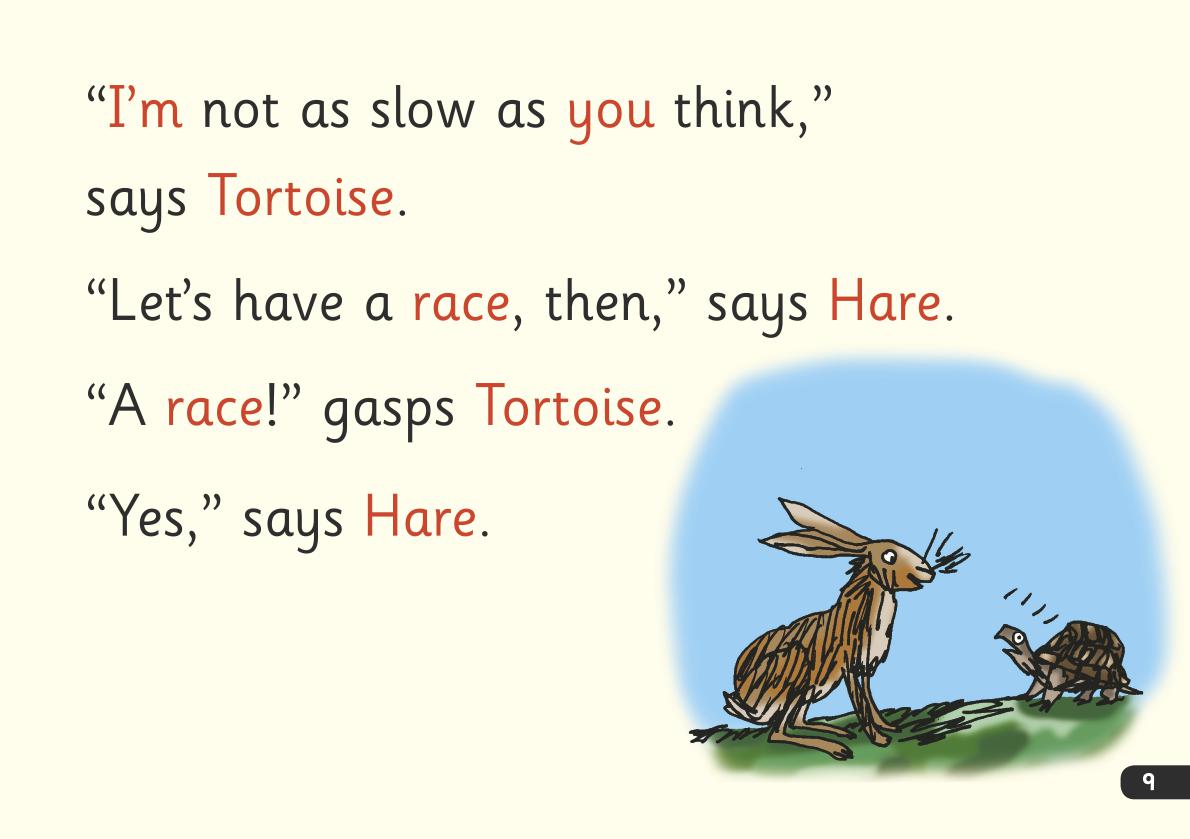 “I’m not as slow as you think,”
says Tortoise.
“Let’s have a race, then,” says Hare.
“A race!” gasps Tortoise.
“Yes,” says Hare.
9